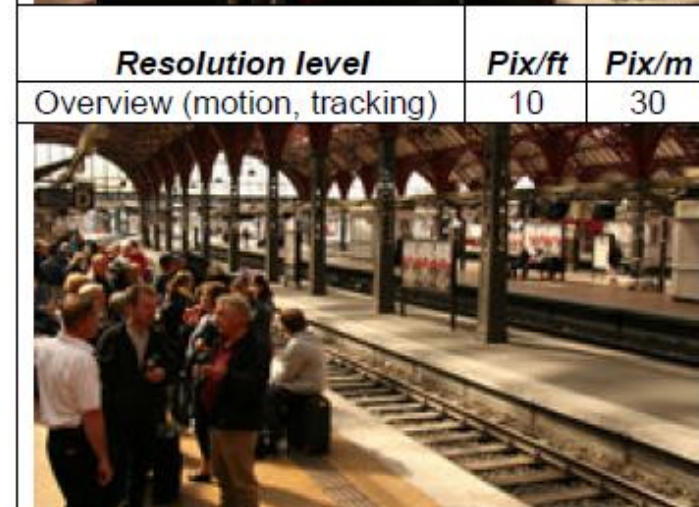 Resolution level Pix/ft Pix/m
Overview (motion, tracking) 10 30